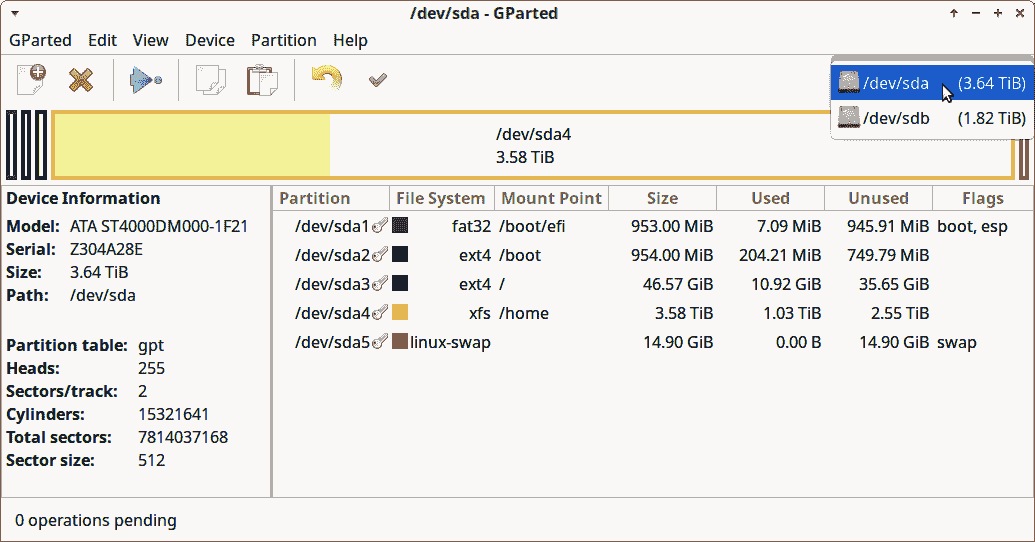 /dev/sda - GParted
GParted Edit View Device Partition Help
/dev/sda (3.64 TiB)
/dev/sdb (1.82 TiB)
/dev/sda4
3.58 TiB
Device Information
Model: ATA ST4000DM000-1F21
Serial: Z304A28E
Size: 3.64 TiB
Path: /dev/sda
Partition table: gpt
Heads: 255
Sectors/track: 2
Cylinders: 15321641
Total sectors: 7814037168
Sector size: 512
Partition File System Mount Point Size Used Unused Flags
/dev/sda1 fat32 /boot/efi 953.00 MiB 7.09 MiB 945.91 MiB boot, esp
/dev/sda2 ext4 /boot 954.00 MiB 204.21 MiB 749.79 MiB
/dev/sda3 ext4 / 46.57 GiB 10.92 GiB 35.65 GiB
/dev/sda4 xfs /home 3.58 TiB 1.03 TiB 2.55 TiB
/dev/sda5 linux-swap 14.90 GiB 0.00 B 14.90 GiB swap
0 operations pending